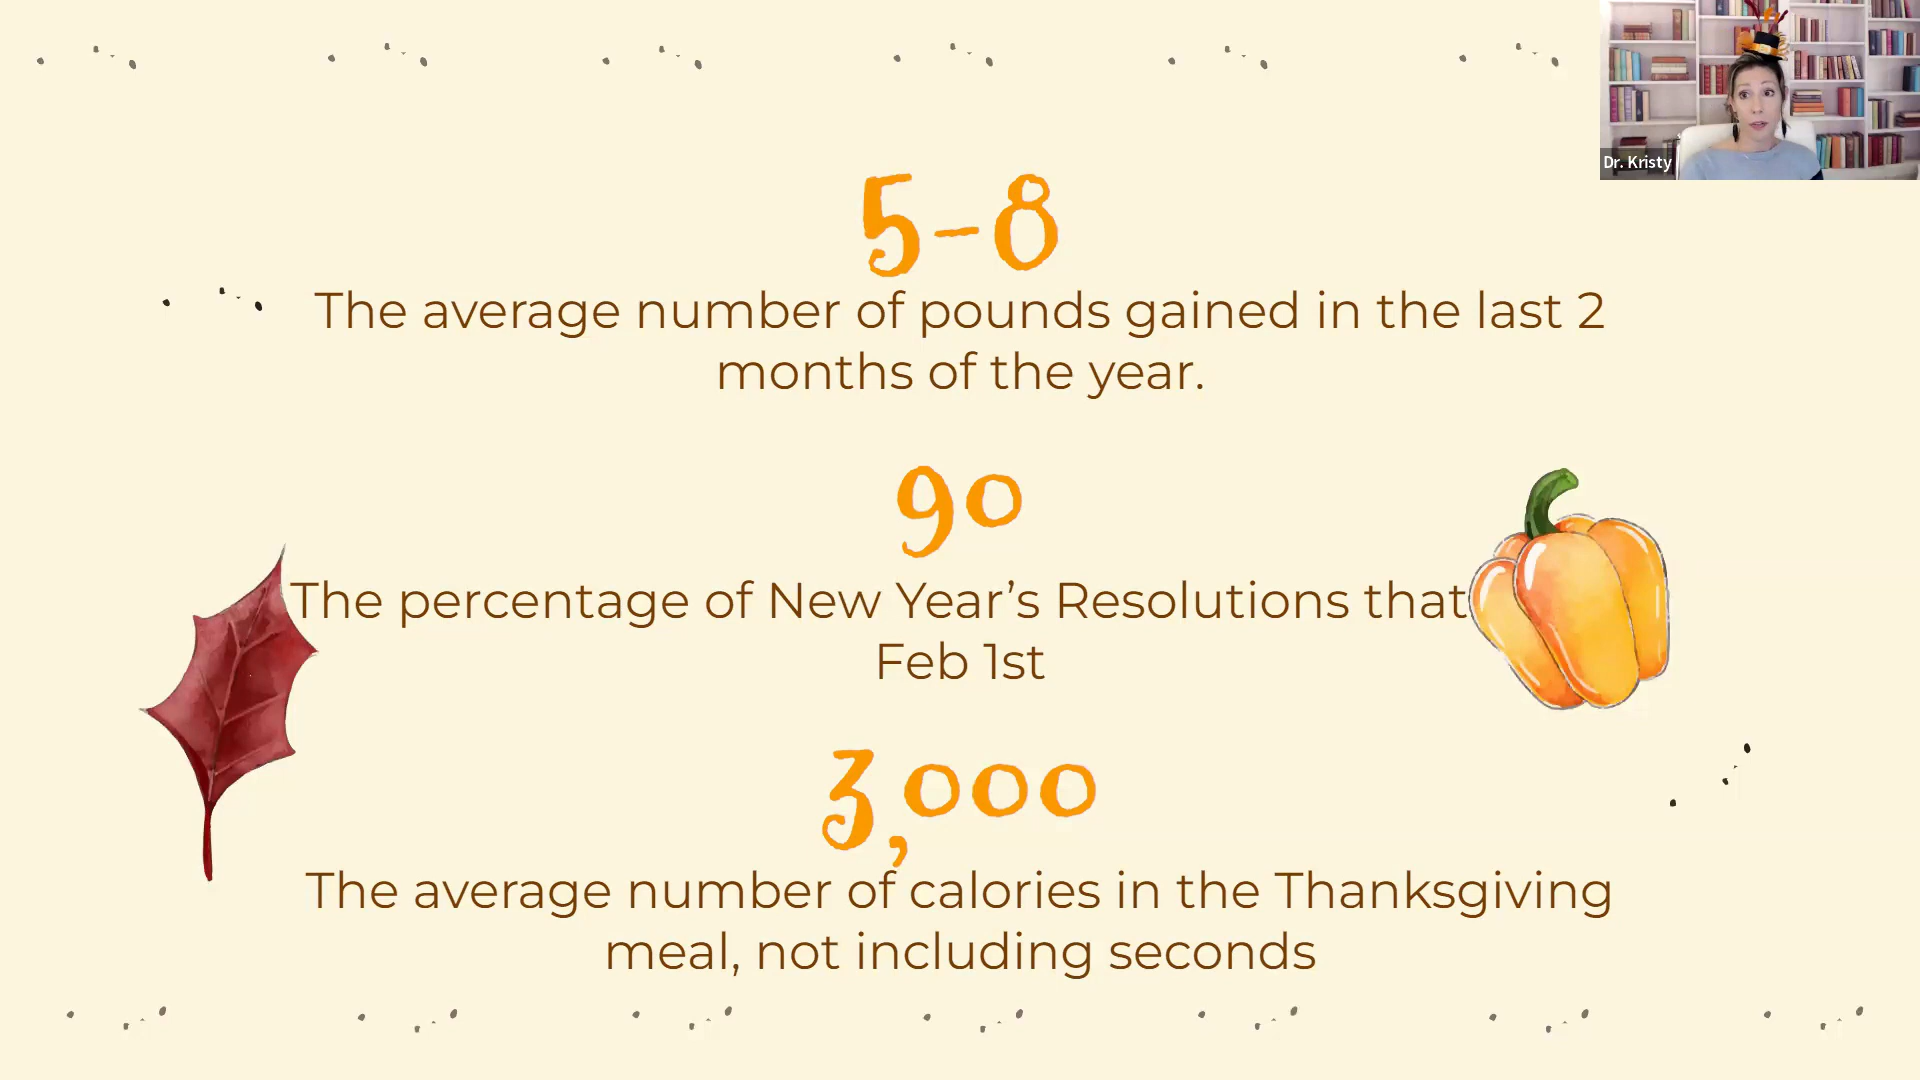 Dr. Kristy
5-8
The average number of pounds gained in the last 2
months of the year.
90
The percentage of New Year’s Resolutions that
Feb 1st
3,000
The average number of calories in the Thanksgiving
meal, not including seconds